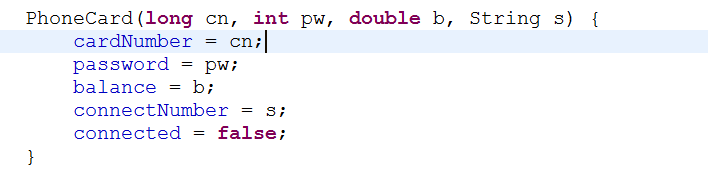 PhoneCard(long cn, int pw, double b, String s) {
    cardNumber = cn;
    password = pw;
    balance = b;
    connectNumber = s;
    connected = false;
}